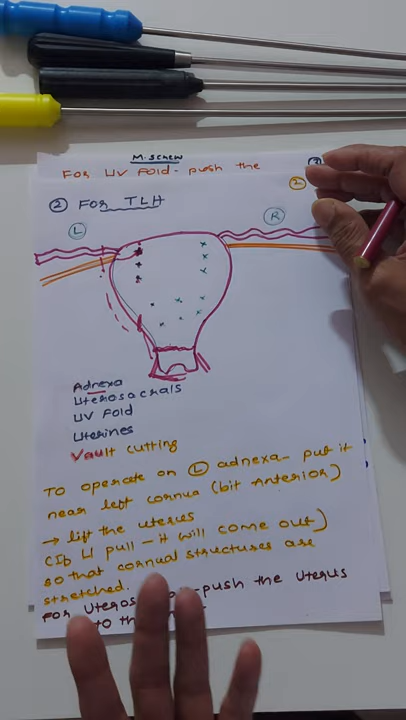 M. screw
For UV Fold - push the
②
② For TLH
L
R
Adnexa
Uterosacrals
UV Fold
Uterines
Vault cutting
To operate on Ⓛ adnexa - put it
near left cornua (bit Anterior)
→ lift the uterus
pull - it will come out)
so that cornual structures are
stretched.
For push the uterus
to